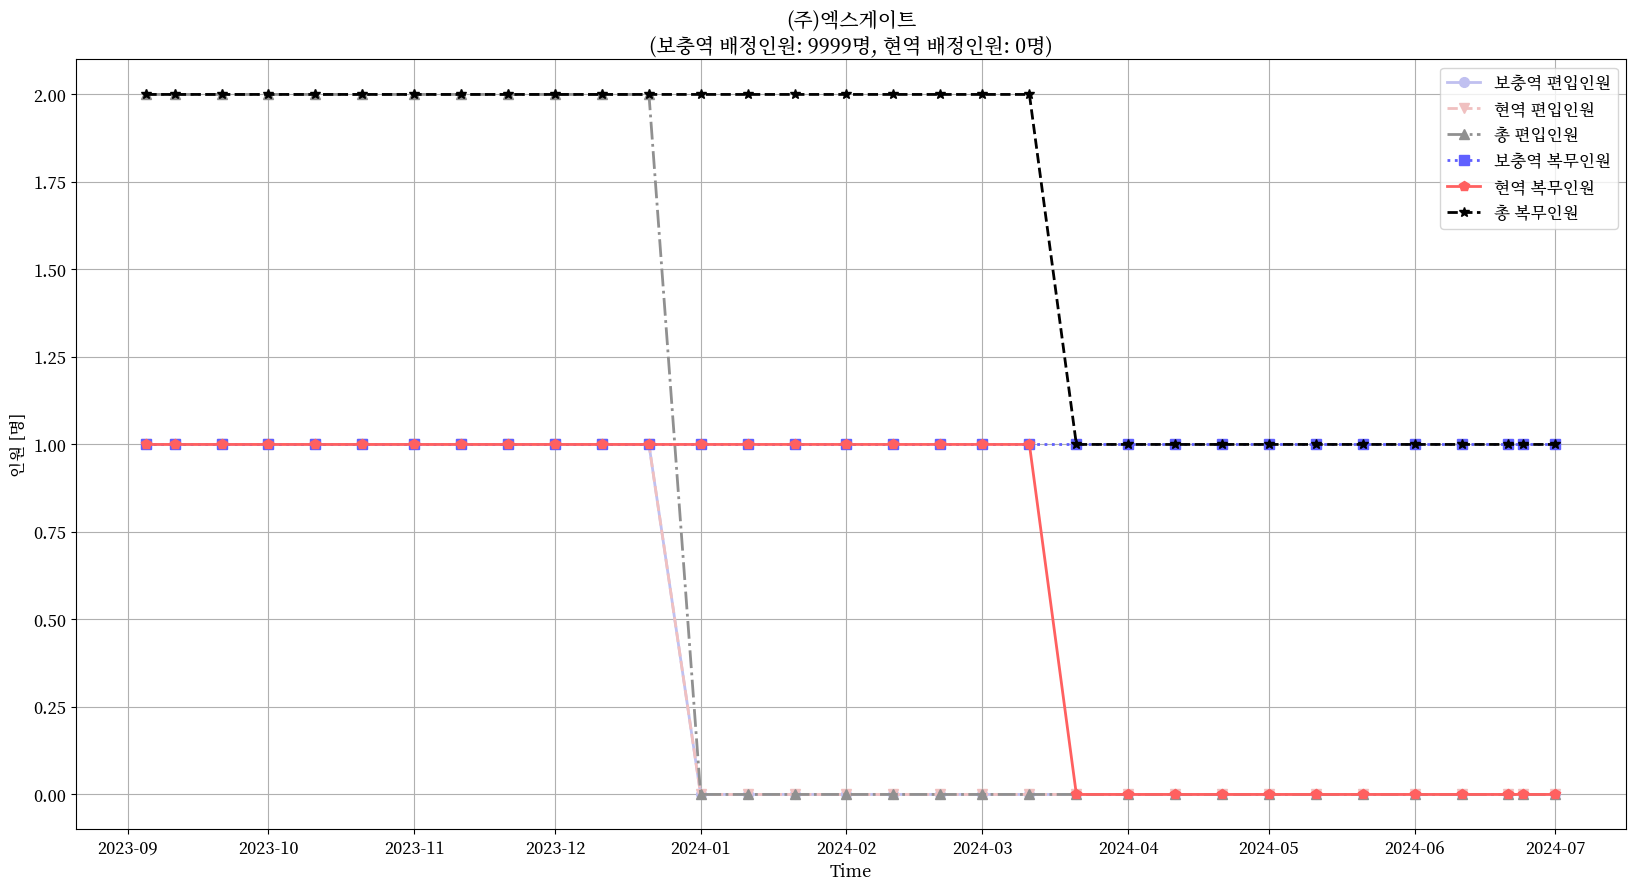 (주)엑스게이트
(보충역 배정인원: 9999명, 현역 배정인원: 0명)
보충역 편입인원
현역 편입인원
총 편입인원
보충역 복무인원
현역 복무인원
총 복무인원
인원 [명]
2.00
1.75
1.50
1.25
1.00
0.75
0.50
0.25
0.00
2023-09 2023-10 2023-11 2023-12 2024-01 2024-02 2024-03 2024-04 2024-05 2024-06 2024-07
Time